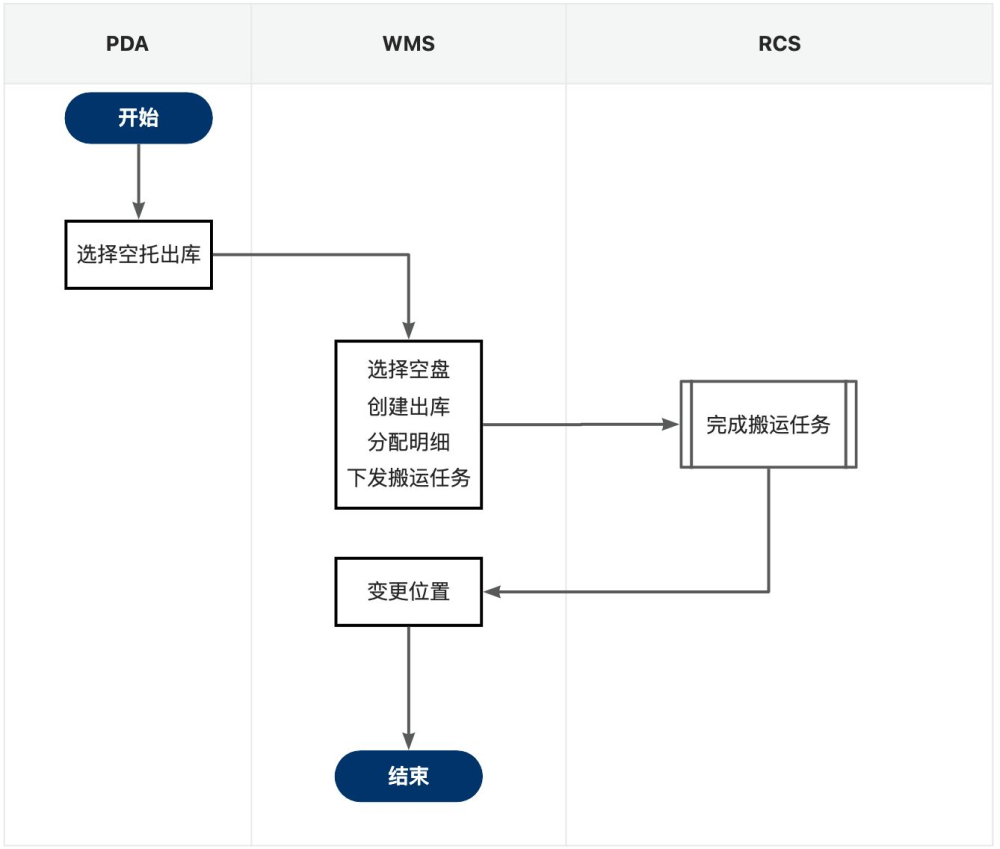 PDA
WMS
RCS
开始
选择空托出库
选择空盘
创建出库
分配明细
下发搬运任务
完成搬运任务
变更位置
结束